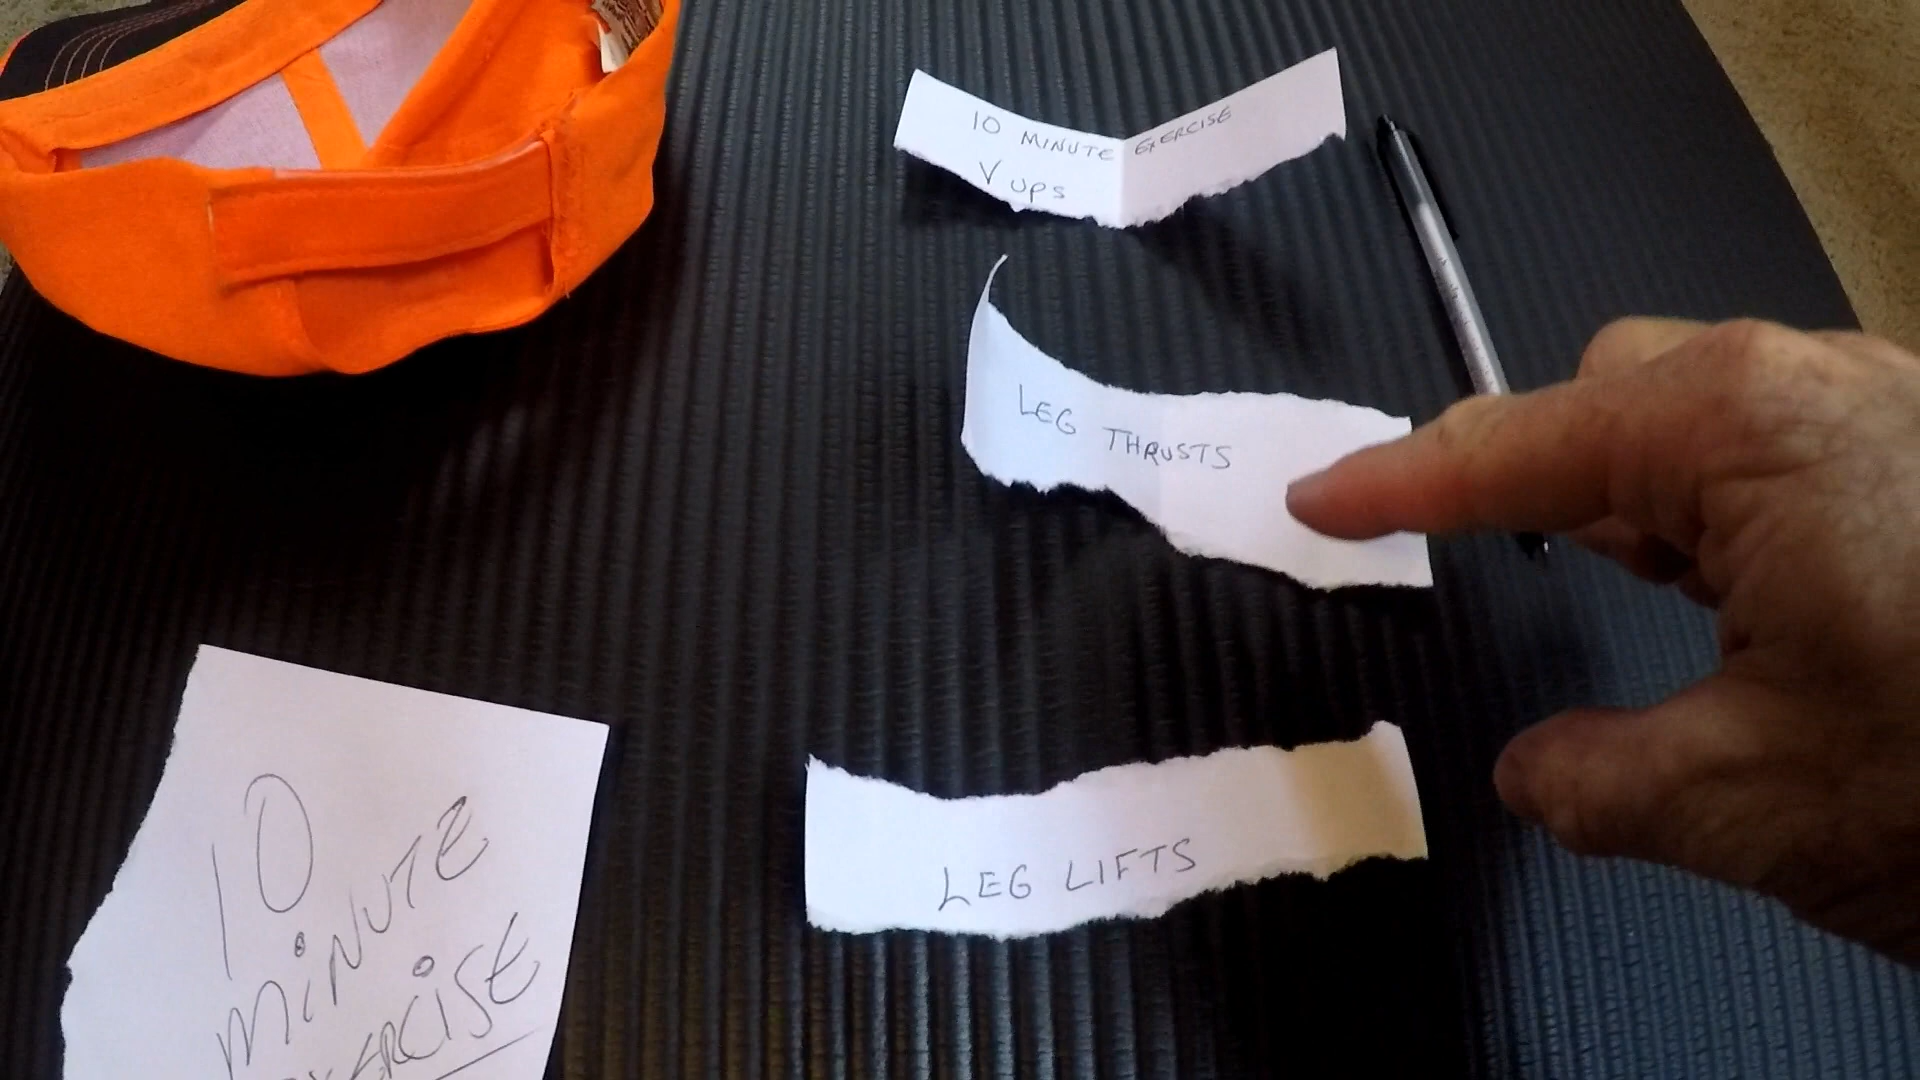 10 MINUTE EXERCISE
V ups
LEG THRUSTS
LEG LIFTS
10
MiNUTE
EXERCiSE